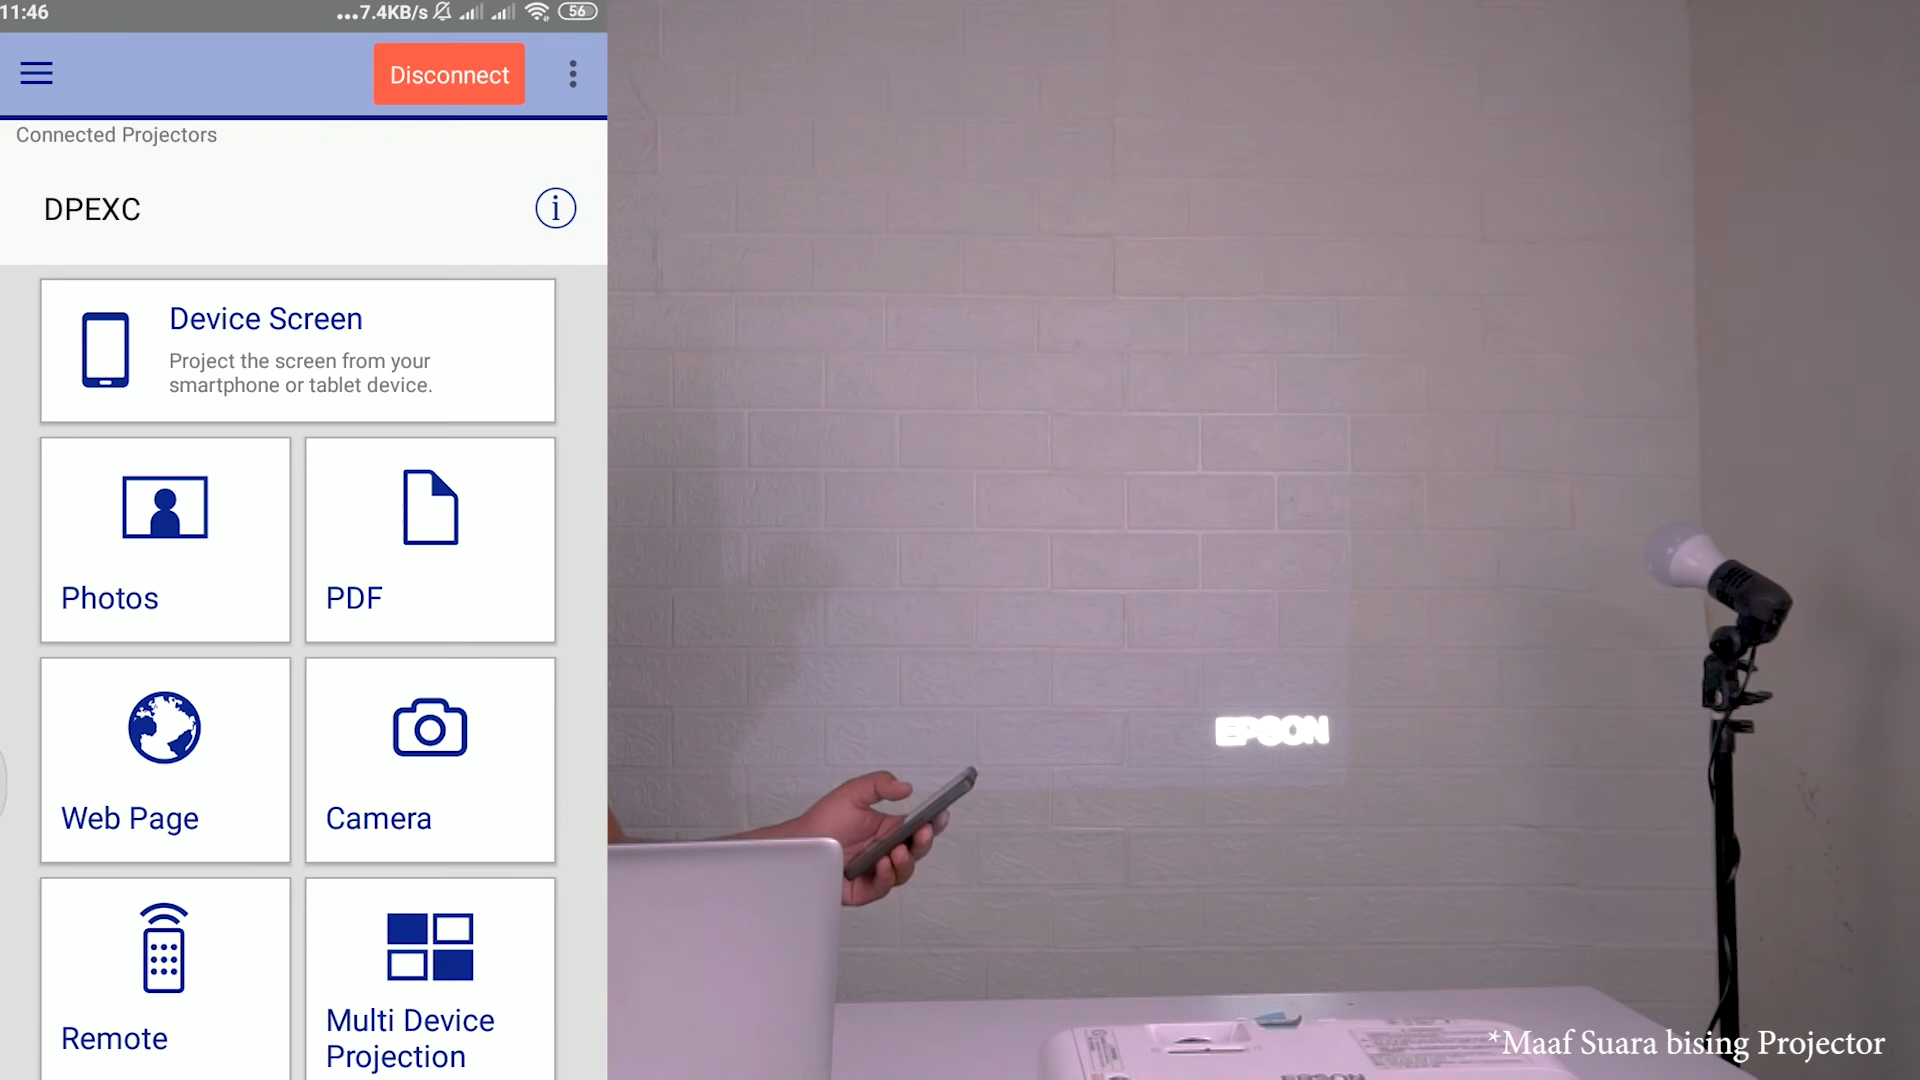 11:46
...7.4KB/s
56
Disconnect
Connected Projectors
DPEXC
i
Device Screen
Project the screen from your
smartphone or tablet device.
Photos
PDF
Web Page
Camera
Remote
Multi Device
Projection
EPSON
*Maaf Suara bising Projector